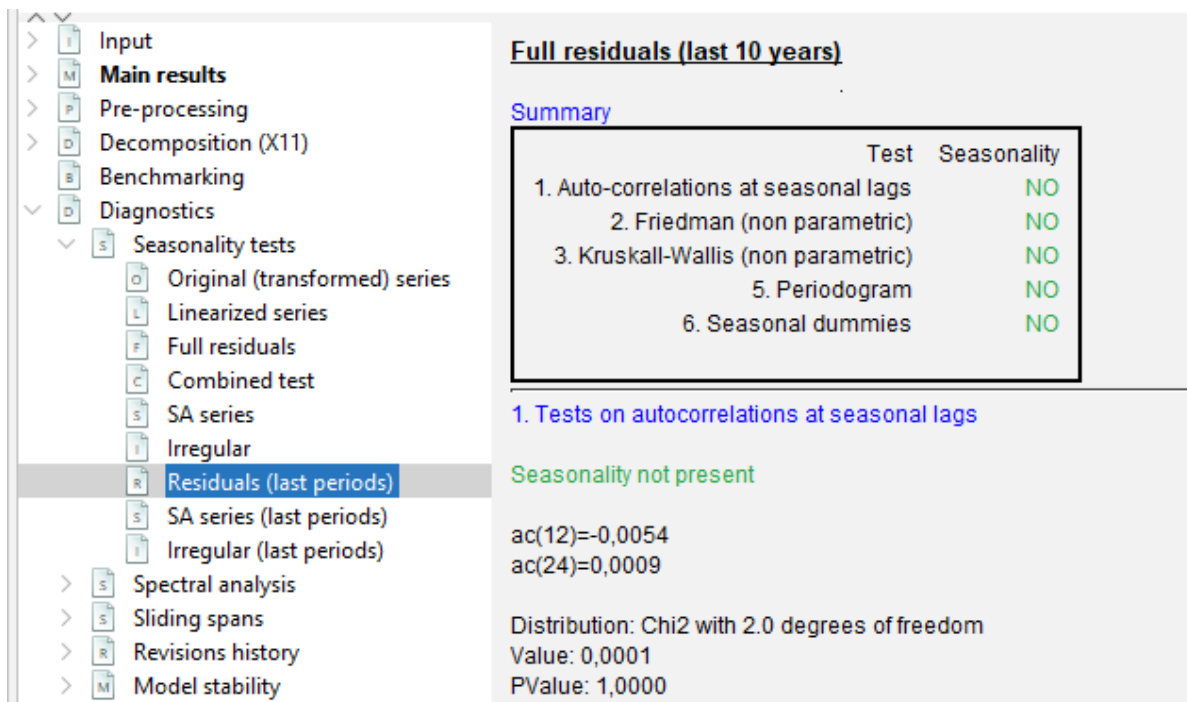 Input
Main results
Pre-processing
Decomposition (X11)
Benchmarking
Diagnostics
Seasonality tests
Original (transformed) series
Linearized series
Full residuals
Combined test
SA series
Irregular
Residuals (last periods)
SA series (last periods)
Irregular (last periods)
Spectral analysis
Sliding spans
Revisions history
Model stability
Full residuals (last 10 years)
.
Summary
Test Seasonality
1. Auto-correlations at seasonal lags NO
2. Friedman (non parametric) NO
3. Kruskall-Wallis (non parametric) NO
5. Periodogram NO
6. Seasonal dummies NO
1. Tests on autocorrelations at seasonal lags
Seasonality not present
ac(12)=-0,0054
ac(24)=0,0009
Distribution: Chi2 with 2.0 degrees of freedom
Value: 0,0001
PValue: 1,0000